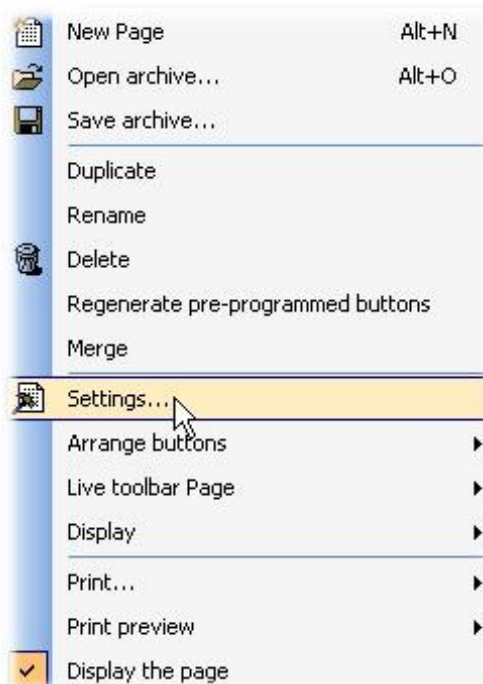 New Page Alt+N
Open archive... Alt+O
Save archive...
Duplicate
Rename
Delete
Regenerate pre-programmed buttons
Merge
Settings...
Arrange buttons
Live toolbar Page
Display
Print...
Print preview
Display the page